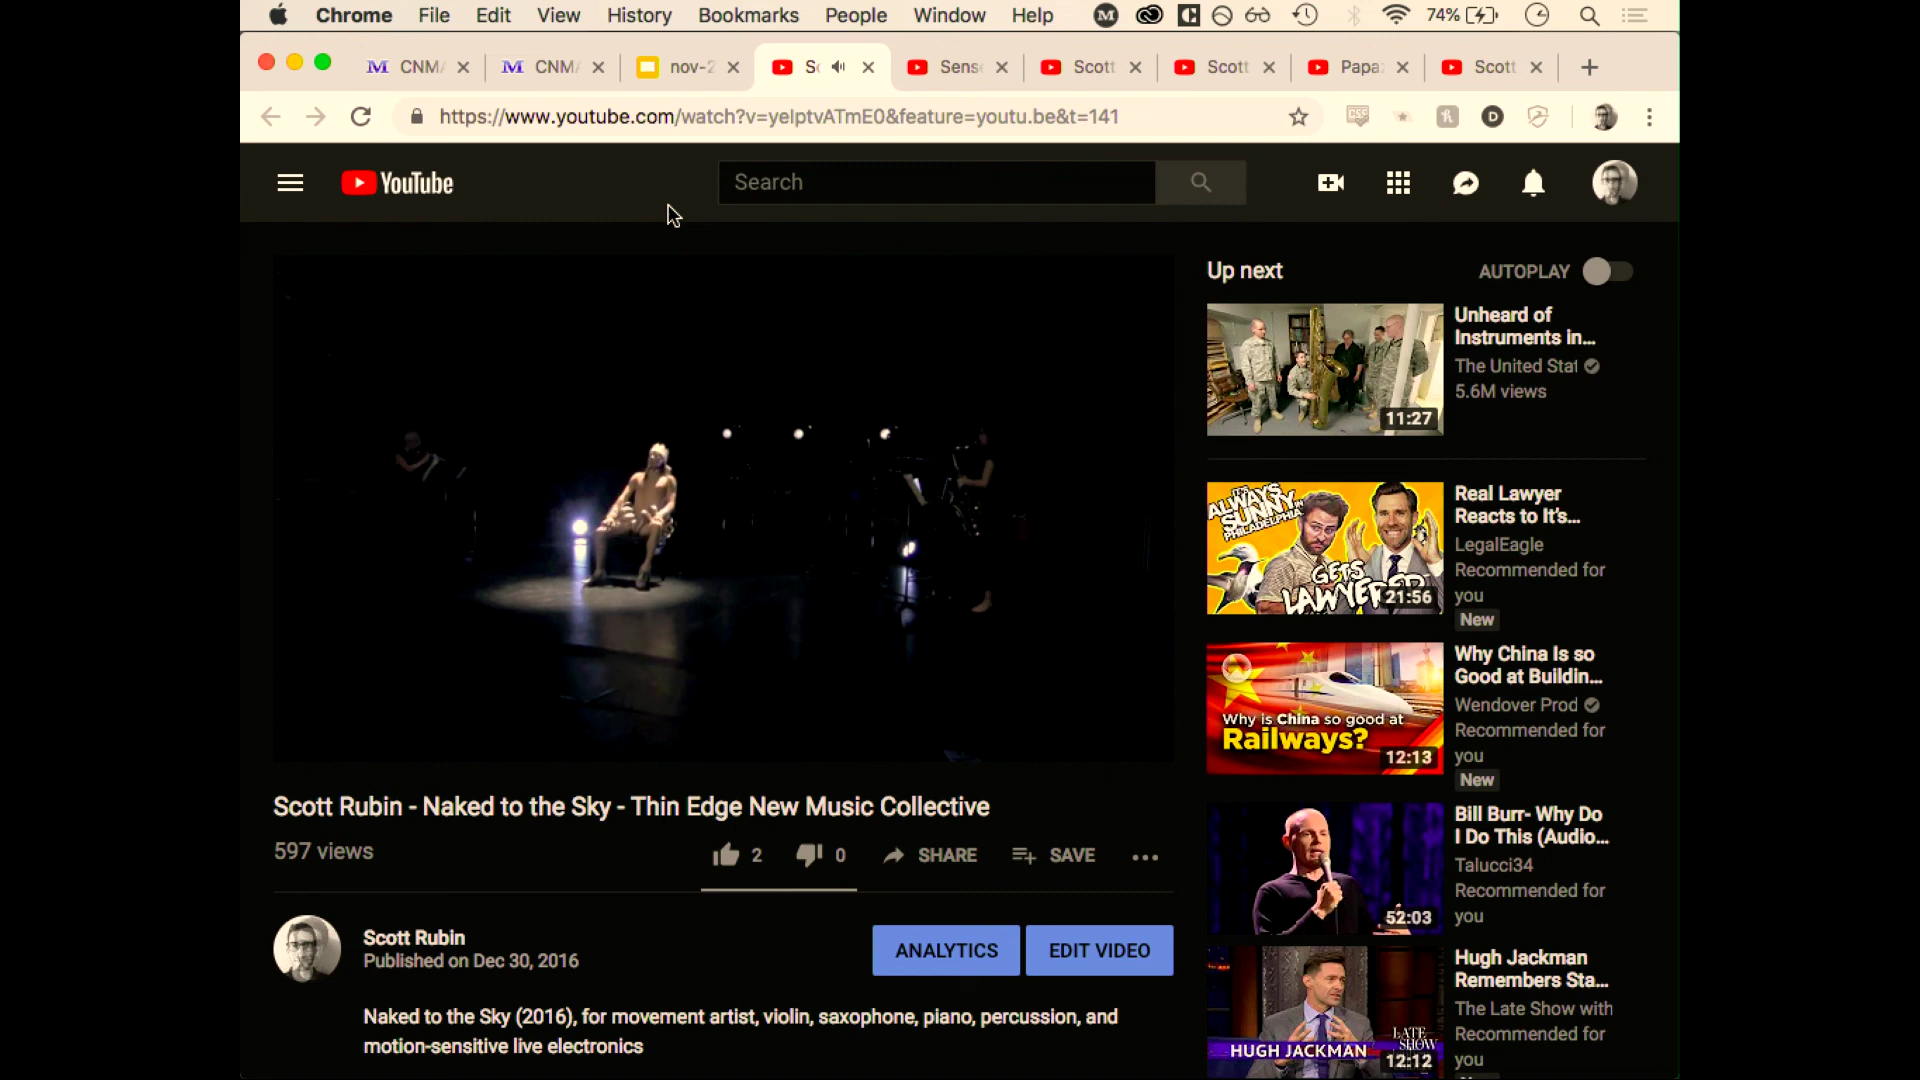 Chrome File Edit View History Bookmarks People Window Help 74%
CNMA CNMA nov-2 Sc Sens Scott Scott Papa Scott
https://www.youtube.com/watch?v=yelptvATmE0&feature=youtu.be&t=141
YouTube
Search
Up next
AUTOPLAY
Unheard of
Instruments in...
The United Stat
5.6M views
11:27
IT'S ALWAYS SUNNY IN PHILADELPHIA
GETS
LAWYERED
21:56
Real Lawyer
Reacts to It's...
LegalEagle
Recommended for
you
New
Why is China so good at
Railways?
12:13
Why China Is so
Good at Buildin...
Wendover Prod
Recommended for
you
New
52:03
Bill Burr- Why Do
I Do This (Audio...
Talucci34
Recommended for
you
HUGH JACKMAN
LATE
SHOW
12:12
Hugh Jackman
Remembers Sta...
The Late Show with
Recommended for
you
Scott Rubin - Naked to the Sky - Thin Edge New Music Collective
597 views
2 0 SHARE SAVE
Scott Rubin
Published on Dec 30, 2016
ANALYTICS EDIT VIDEO
Naked to the Sky (2016), for movement artist, violin, saxophone, piano, percussion, and
motion-sensitive live electronics